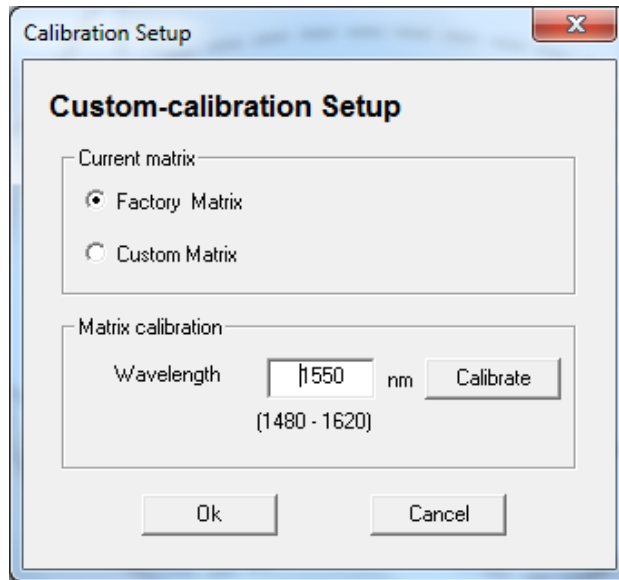 Calibration Setup
Custom-calibration Setup
Current matrix
Factory Matrix
Custom Matrix
Matrix calibration
Wavelength 1550 nm Calibrate
(1480 - 1620)
Ok Cancel